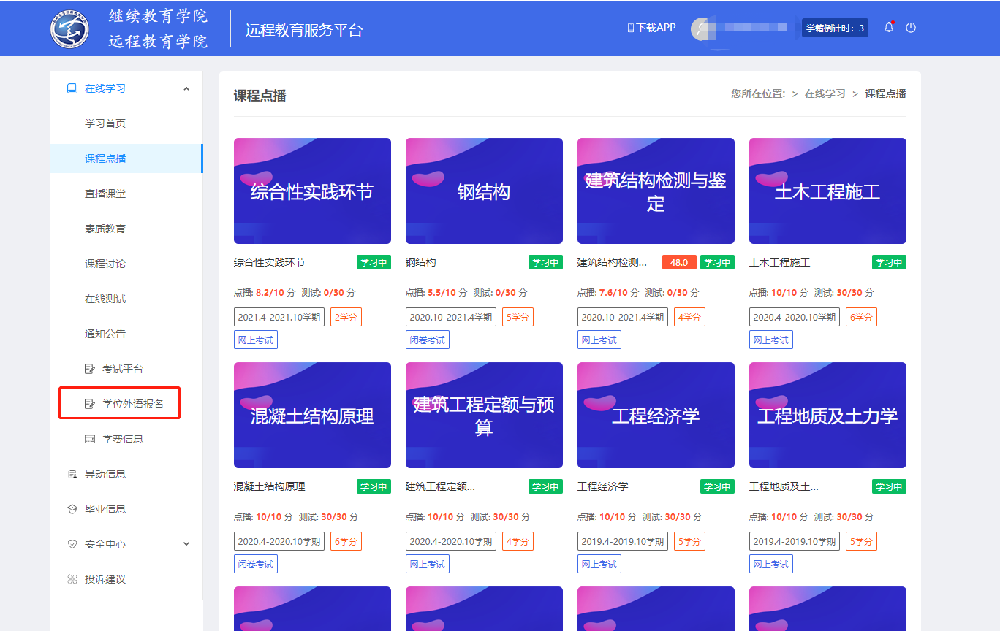 继续教育学院
远程教育学院
远程教育服务平台
下载APP
学籍倒计时：3
在线学习
学习首页
课程点播
直播课堂
素质教育
课程讨论
在线测试
通知公告
考试平台
学位外语报名
学费信息
异动信息
毕业信息
安全中心
投诉建议
课程点播
您所在位置: > 在线学习 > 课程点播
综合性实践环节
钢结构
建筑结构检测与鉴
定
土木工程施工
综合性实践环节 学习中
钢结构 学习中
建筑结构检测... 48.0 学习中
土木工程施工 学习中
点播: 8.2/10 分 测试: 0/30 分
点播: 5.5/10 分 测试: 0/30 分
点播: 7.6/10 分 测试: 0/30 分
点播: 10/10 分 测试: 30/30 分
2021.4-2021.10学期 2学分
2020.10-2021.4学期 5学分
2020.10-2021.4学期 4学分
2020.4-2020.10学期 6学分
网上考试
闭卷考试
网上考试
网上考试
混凝土结构原理
建筑工程定额与预
算
工程经济学
工程地质及土力学
混凝土结构原理 学习中
建筑工程定额... 学习中
工程经济学 学习中
工程地质及土... 学习中
点播: 10/10 分 测试: 30/30 分
点播: 10/10 分 测试: 30/30 分
点播: 10/10 分 测试: 30/30 分
点播: 10/10 分 测试: 30/30 分
2020.4-2020.10学期 6学分
2020.4-2020.10学期 4学分
2019.4-2019.10学期 5学分
2019.4-2019.10学期 5学分
闭卷考试
网上考试
网上考试
网上考试